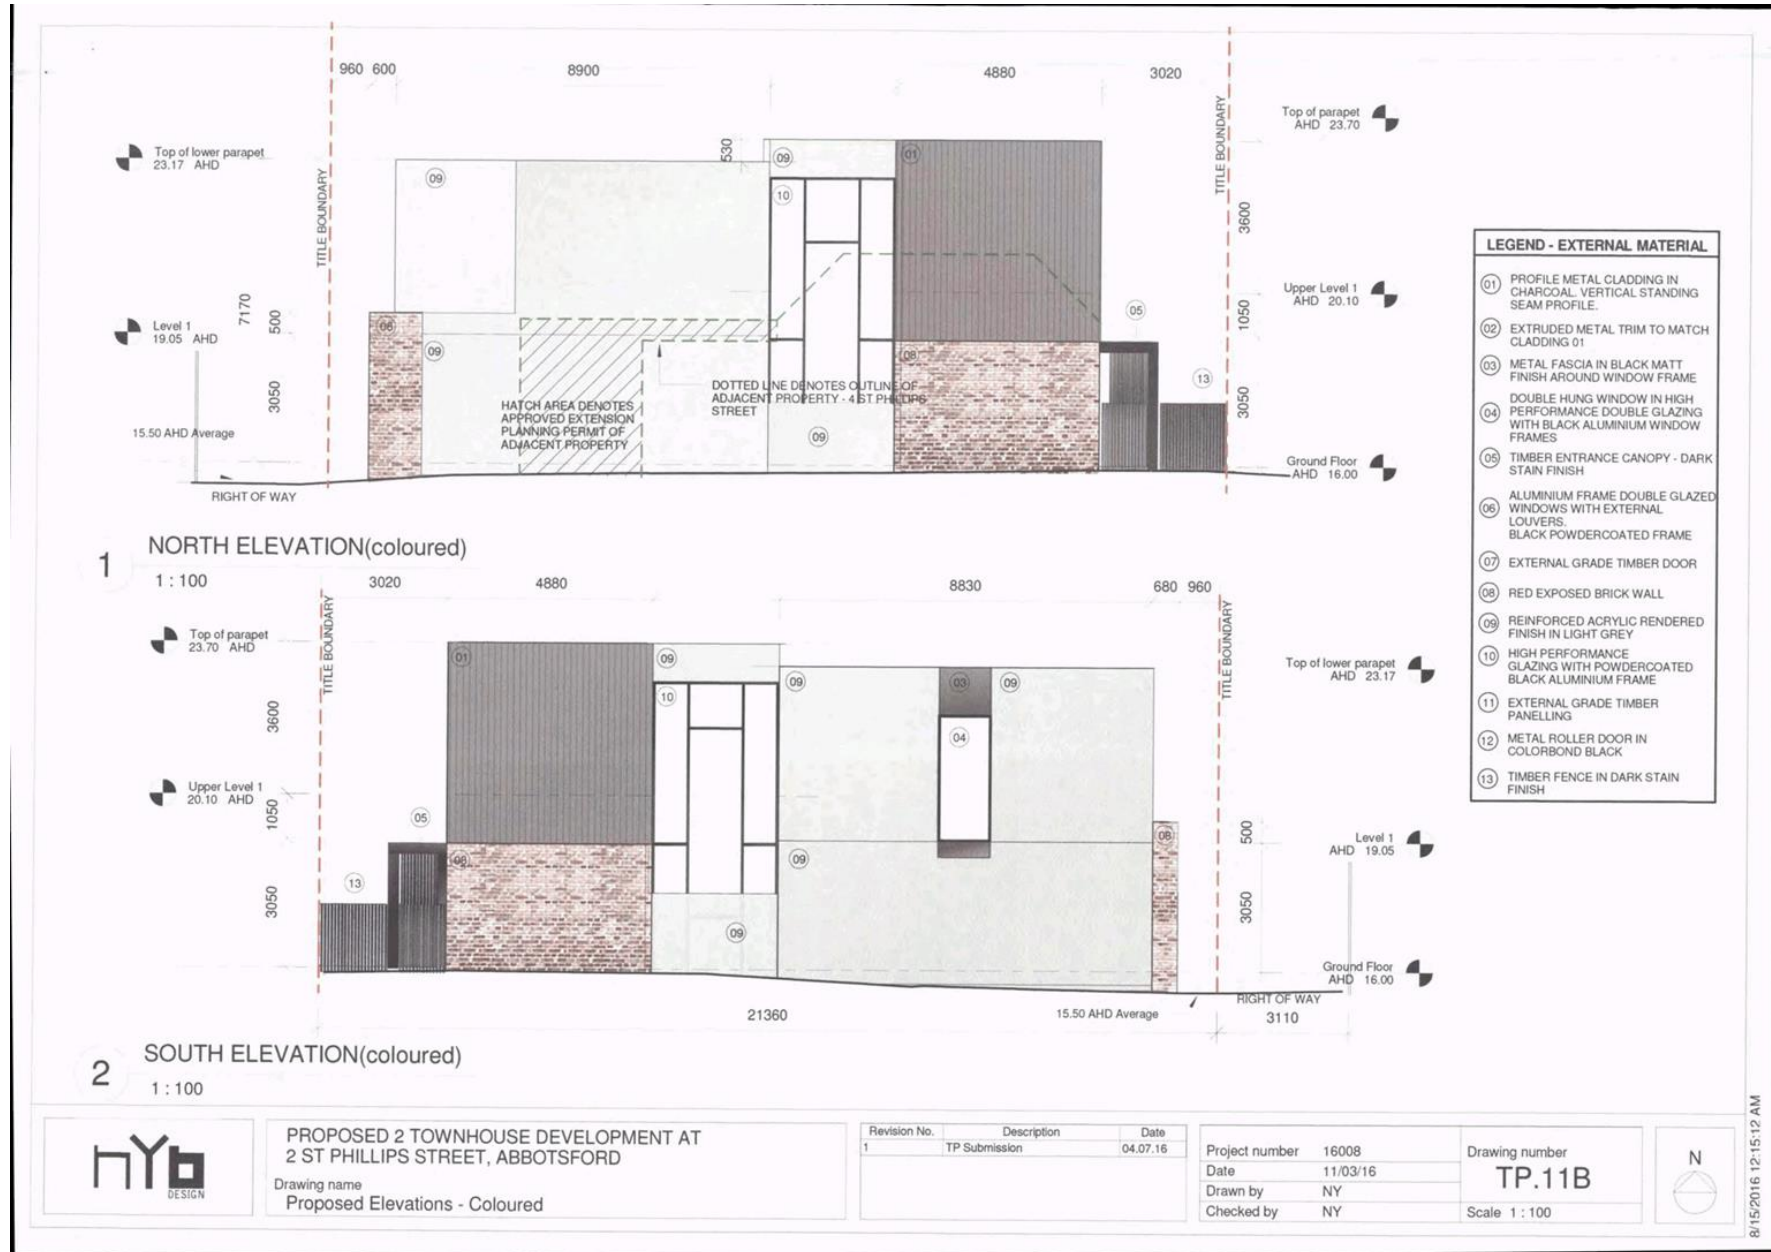 960 600
8900
4880
3020
Top of parapet
AHD 23.70
Top of lower parapet
23.17 AHD
TITLE BOUNDARY
TITLE BOUNDARY
530
09
09
01
10
3600
7170
500
Level 1
19.05 AHD
Upper Level 1
AHD 20.10
06
09
05
1050
08
13
DOTTED LINE DENOTES OUTLINE OF
ADJACENT PROPERTY - 4 ST PHILLIPS
STREET
HATCH AREA DENOTES
APPROVED EXTENSION
PLANNING PERMIT OF
ADJACENT PROPERTY
3050
3050
15.50 AHD Average
09
Ground Floor
AHD 16.00
RIGHT OF WAY
1
NORTH ELEVATION(coloured)
1 : 100
3020
4880
8830
680 960
TITLE BOUNDARY
TITLE BOUNDARY
Top of parapet
23.70 AHD
01
09
10
09
03
09
Top of lower parapet
AHD 23.17
3600
04
Upper Level 1
20.10 AHD
05
1050
08
500
Level 1
AHD 19.05
08
09
13
3050
09
3050
Ground Floor
AHD 16.00
RIGHT OF WAY
21360
15.50 AHD Average
3110
2
SOUTH ELEVATION(coloured)
1 : 100
LEGEND - EXTERNAL MATERIAL
01 PROFILE METAL CLADDING IN
CHARCOAL. VERTICAL STANDING
SEAM PROFILE.
02 EXTRUDED METAL TRIM TO MATCH
CLADDING 01
03 METAL FASCIA IN BLACK MATT
FINISH AROUND WINDOW FRAME
04 DOUBLE HUNG WINDOW IN HIGH
PERFORMANCE DOUBLE GLAZING
WITH BLACK ALUMINIUM WINDOW
FRAMES
05 TIMBER ENTRANCE CANOPY - DARK
STAIN FINISH
06 ALUMINIUM FRAME DOUBLE GLAZED
WINDOWS WITH EXTERNAL
LOUVERS.
BLACK POWDERCOATED FRAME
07 EXTERNAL GRADE TIMBER DOOR
08 RED EXPOSED BRICK WALL
09 REINFORCED ACRYLIC RENDERED
FINISH IN LIGHT GREY
10 HIGH PERFORMANCE
GLAZING WITH POWDERCOATED
BLACK ALUMINIUM FRAME
11 EXTERNAL GRADE TIMBER
PANELLING
12 METAL ROLLER DOOR IN
COLORBOND BLACK
13 TIMBER FENCE IN DARK STAIN
FINISH
nYb
DESIGN
PROPOSED 2 TOWNHOUSE DEVELOPMENT AT
2 ST PHILLIPS STREET, ABBOTSFORD
Drawing name
Proposed Elevations - Coloured
Revision No. Description Date
1 TP Submission 04.07.16
Project number 16008
Date 11/03/16
Drawn by NY
Checked by NY
Drawing number
TP.11B
Scale 1 : 100
N
8/15/2016 12:15:12 AM